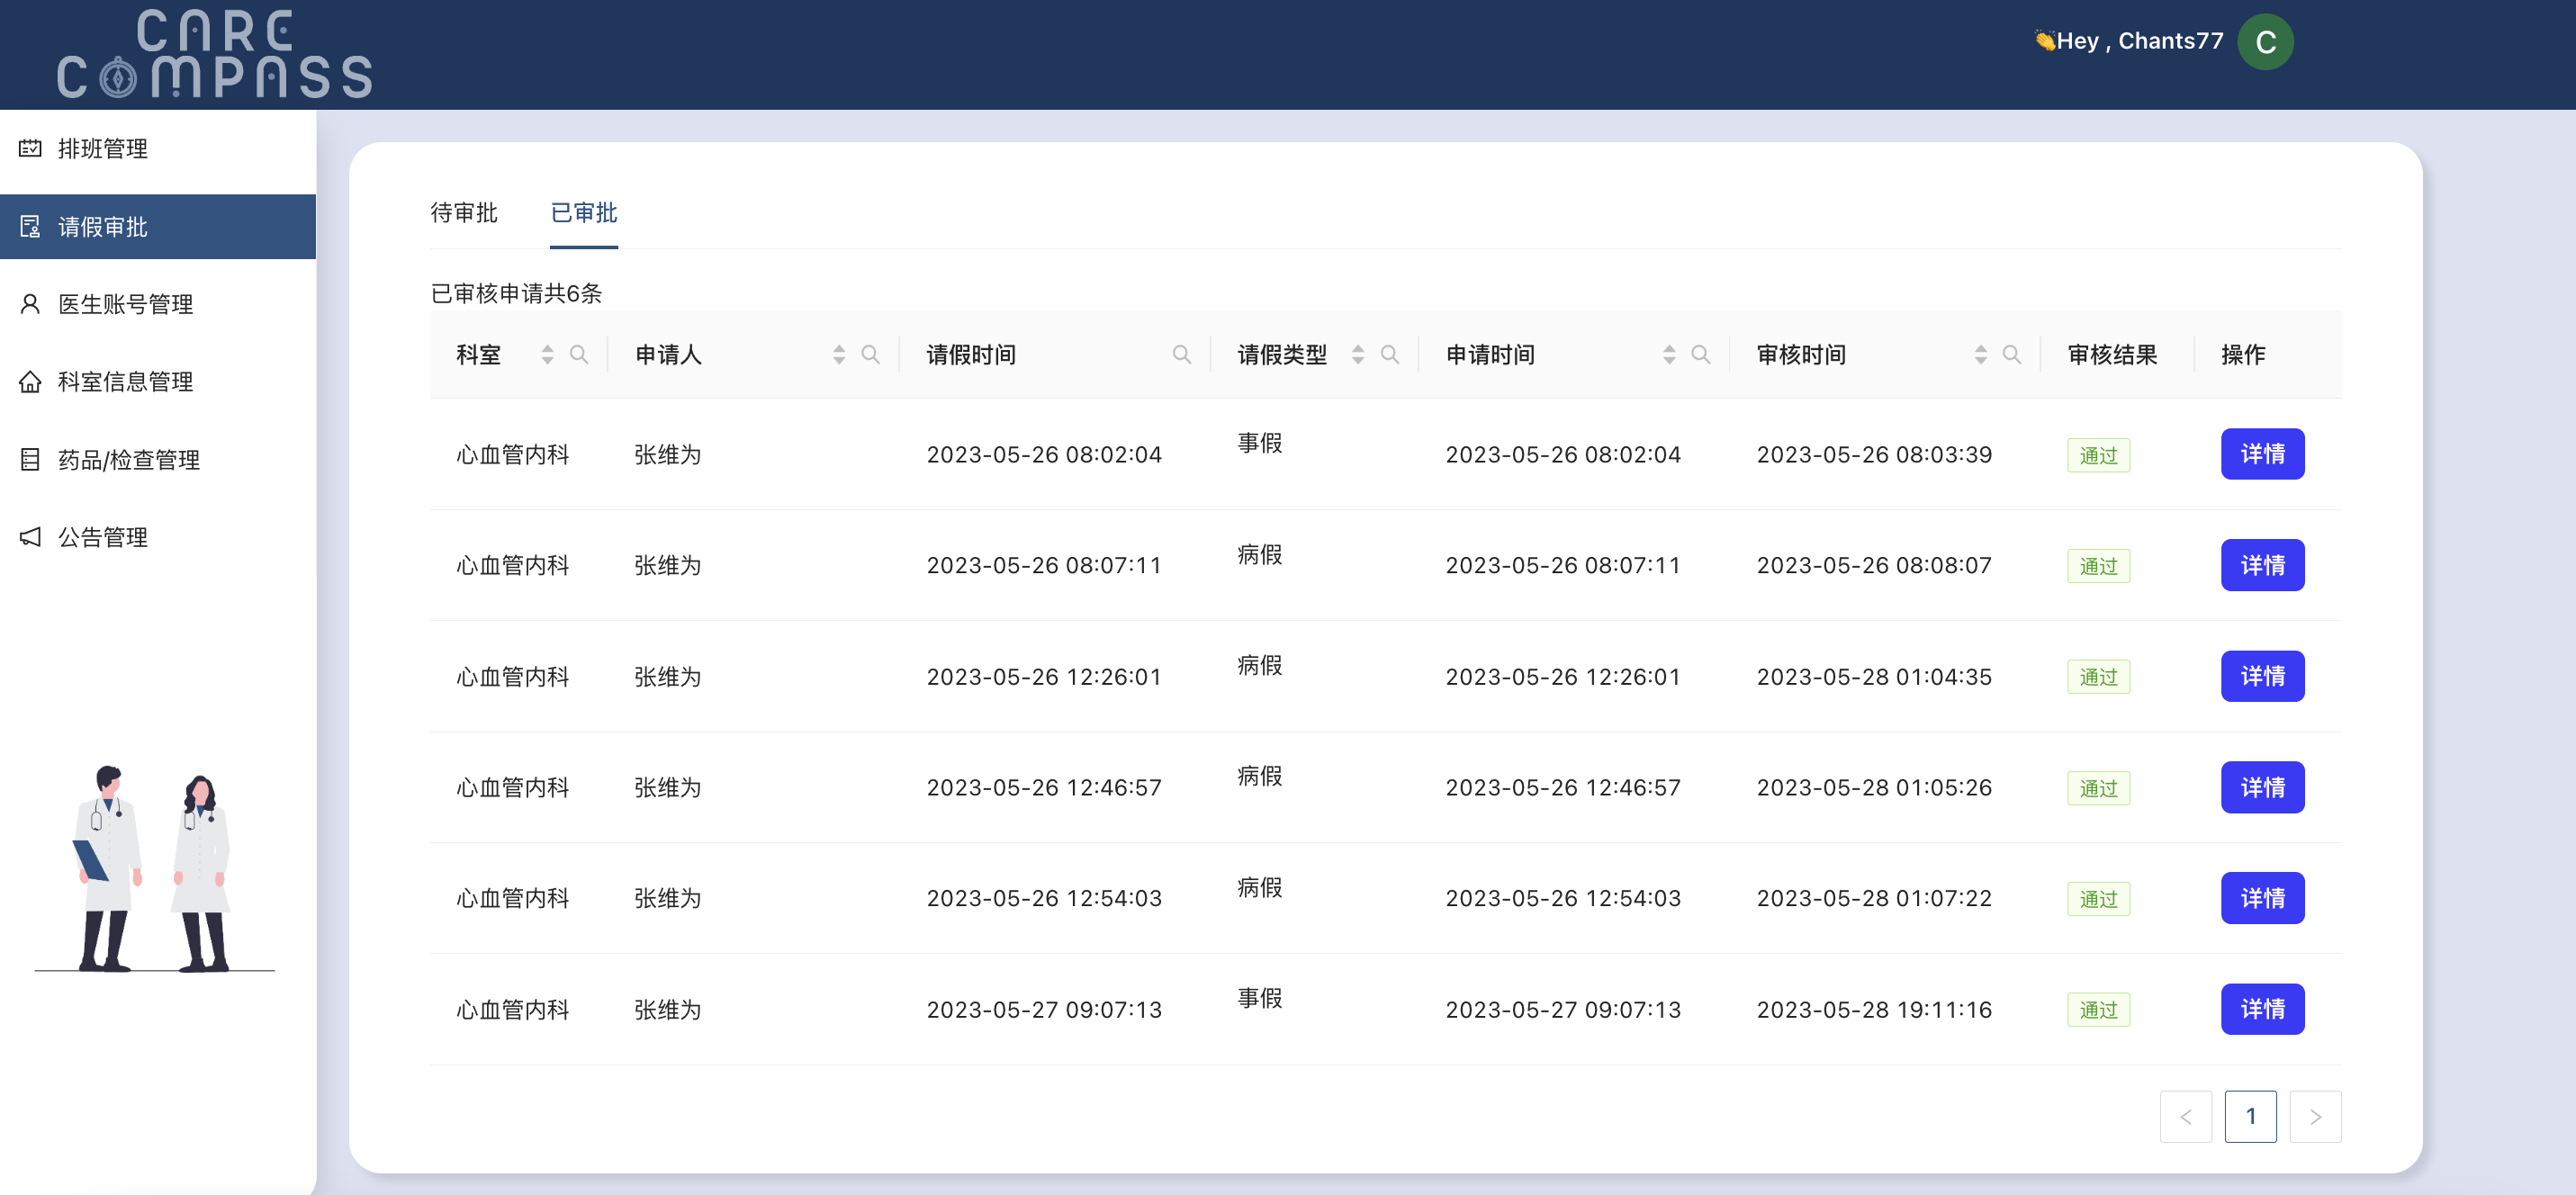 CARE
COMPASS
👏Hey , Chants77
C
排班管理
请假审批
医生账号管理
科室信息管理
药品/检查管理
公告管理
待审批 已审批
已审核申请共6条
科室 申请人 请假时间 请假类型 申请时间 审核时间 审核结果 操作
心血管内科 张维为 2023-05-26 08:02:04 事假 2023-05-26 08:02:04 2023-05-26 08:03:39 通过 详情
心血管内科 张维为 2023-05-26 08:07:11 病假 2023-05-26 08:07:11 2023-05-26 08:08:07 通过 详情
心血管内科 张维为 2023-05-26 12:26:01 病假 2023-05-26 12:26:01 2023-05-28 01:04:35 通过 详情
心血管内科 张维为 2023-05-26 12:46:57 病假 2023-05-26 12:46:57 2023-05-28 01:05:26 通过 详情
心血管内科 张维为 2023-05-26 12:54:03 病假 2023-05-26 12:54:03 2023-05-28 01:07:22 通过 详情
心血管内科 张维为 2023-05-27 09:07:13 事假 2023-05-27 09:07:13 2023-05-28 19:11:16 通过 详情
< 1 >